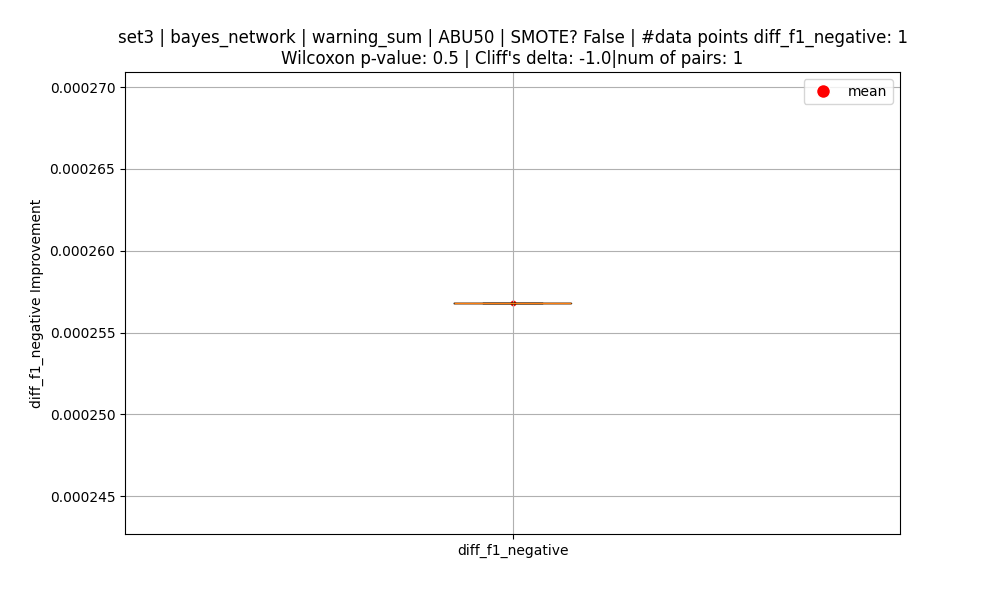 set3 | bayes_network | warning_sum | ABU50 | SMOTE? False | #data points diff_f1_negative: 1
Wilcoxon p-value: 0.5 | Cliff's delta: -1.0|num of pairs: 1
mean
0.000270
0.000265
0.000260
0.000255
0.000250
0.000245
diff_f1_negative Improvement
diff_f1_negative